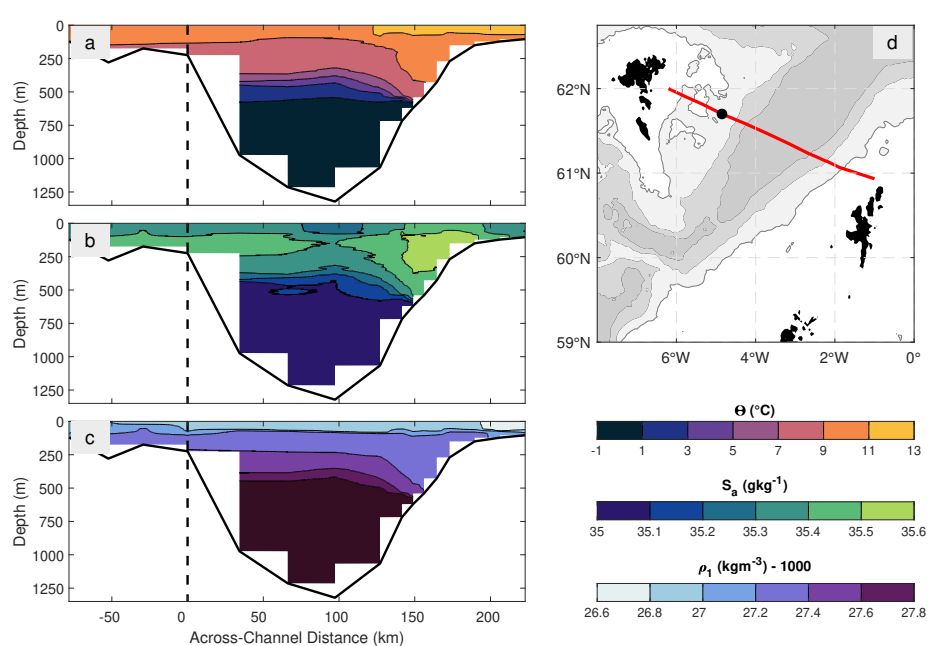 a
0
250
500
750
1000
1250
Depth (m)
b
0
250
500
750
1000
1250
Depth (m)
c
0
250
500
750
1000
1250
Depth (m)
-50 0 50 100 150 200
Across-Channel Distance (km)
d
62°N
61°N
60°N
59°N
6°W 4°W 2°W 0°
Θ (°C)
-1 1 3 5 7 9 11 13
Sₐ (gkg⁻¹)
35 35.1 35.2 35.3 35.4 35.5 35.6
ρ₁ (kgm⁻³) - 1000
26.6 26.8 27 27.2 27.4 27.6 27.8